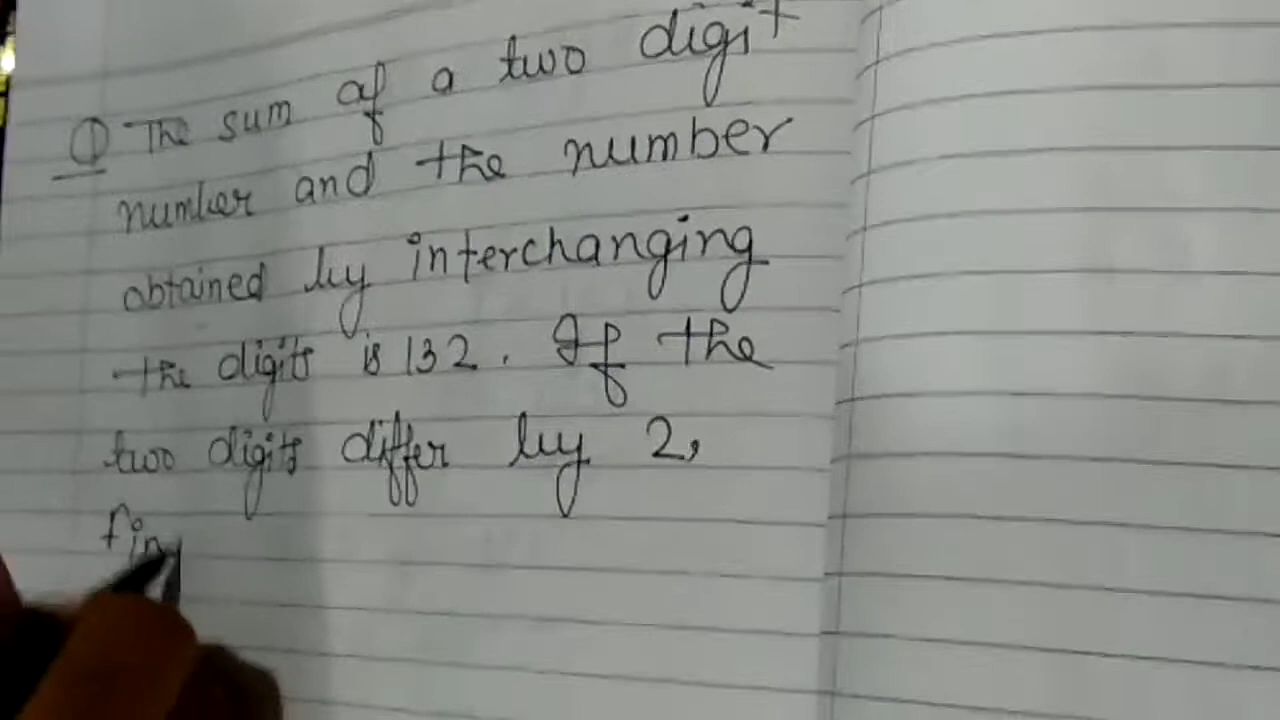 ① The sum of a two digit
number and the number
obtained by interchanging
the digits is 132. If the
two digits differ by 2,
fin